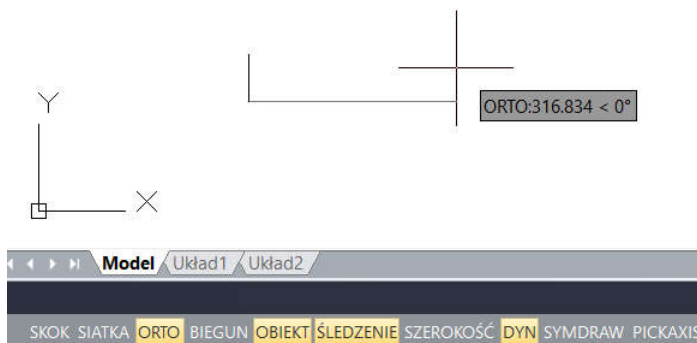 Y
ORTO:316.834 < 0°
X
Model Układ1 Układ2
SKOK SIATKA ORTO BIEGUN OBIEKT ŚLEDZENIE SZEROKOŚĆ DYN SYMDRAW PICKAXIS